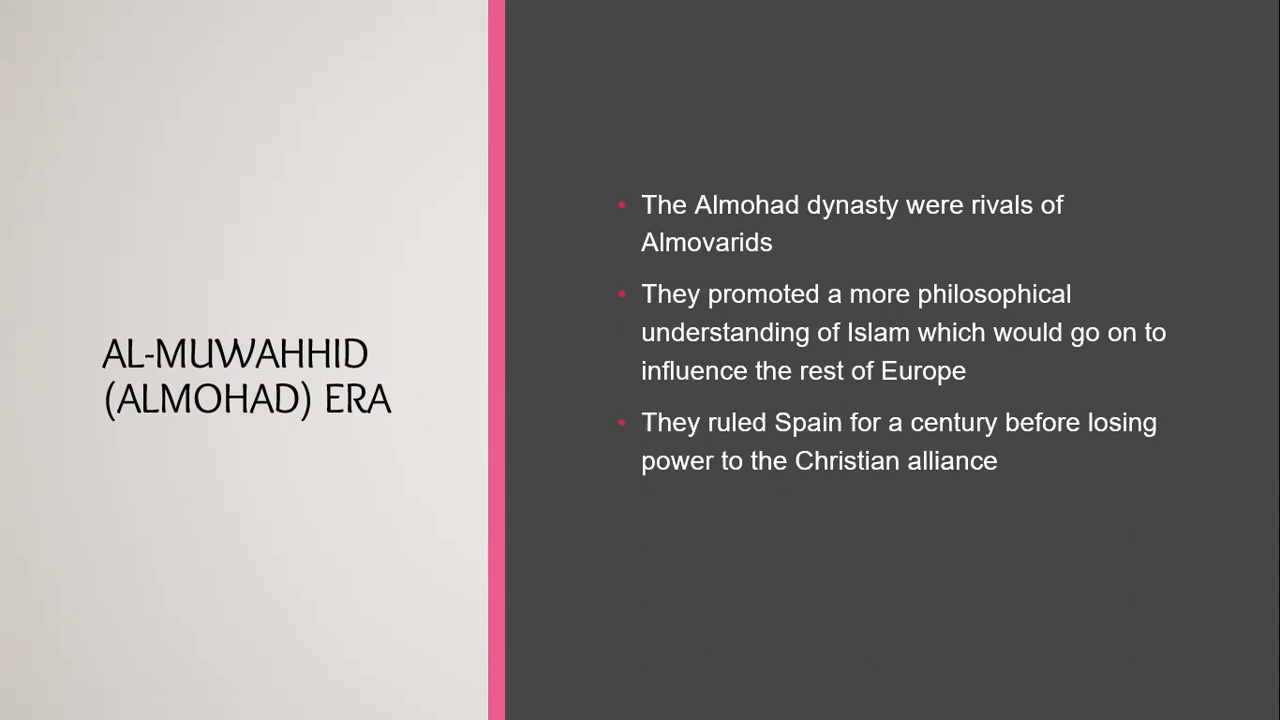 AL-MUWAHHID
(ALMOHAD) ERA
• The Almohad dynasty were rivals of
Almovarids
• They promoted a more philosophical
understanding of Islam which would go on to
influence the rest of Europe
• They ruled Spain for a century before losing
power to the Christian alliance